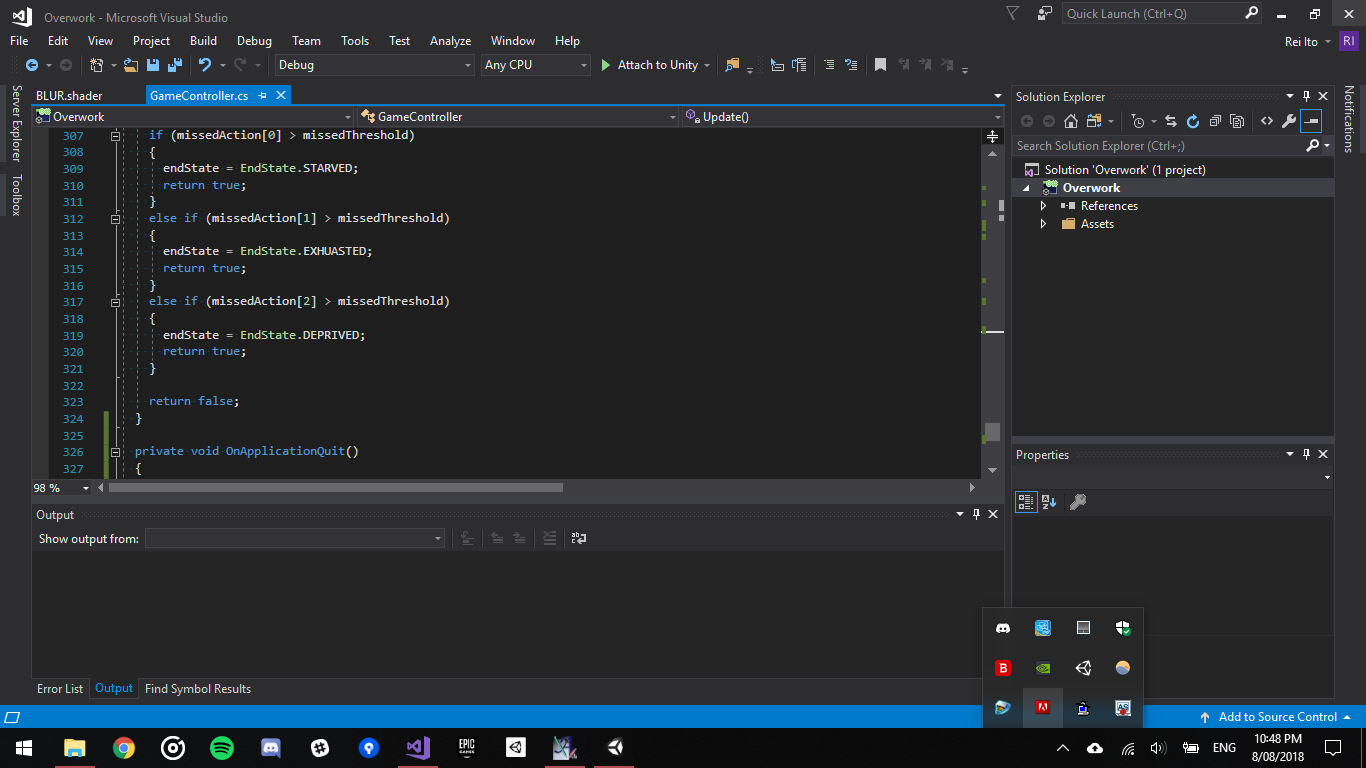 Overwork - Microsoft Visual Studio
Quick Launch (Ctrl+Q)
File Edit View Project Build Debug Team Tools Test Analyze Window Help
Rei Ito RI
Debug Any CPU Attach to Unity
Server Explorer
Toolbox
BLUR.shader GameController.cs
Overwork GameController Update()
307 if (missedAction[0] > missedThreshold)
308 {
309 endState = EndState.STARVED;
310 return true;
311 }
312 else if (missedAction[1] > missedThreshold)
313 {
314 endState = EndState.EXHUASTED;
315 return true;
316 }
317 else if (missedAction[2] > missedThreshold)
318 {
319 endState = EndState.DEPRIVED;
320 return true;
321 }
322
323 return false;
324 }
325
326 private void OnApplicationQuit()
327 {
98 %
Output
Show output from:
Error List Output Find Symbol Results
Solution Explorer
Search Solution Explorer (Ctrl+;)
Solution 'Overwork' (1 project)
Overwork
References
Assets
Properties
Notifications
B
AS
Add to Source Control
EPIC
GAMES
ENG
10:48 PM
8/08/2018